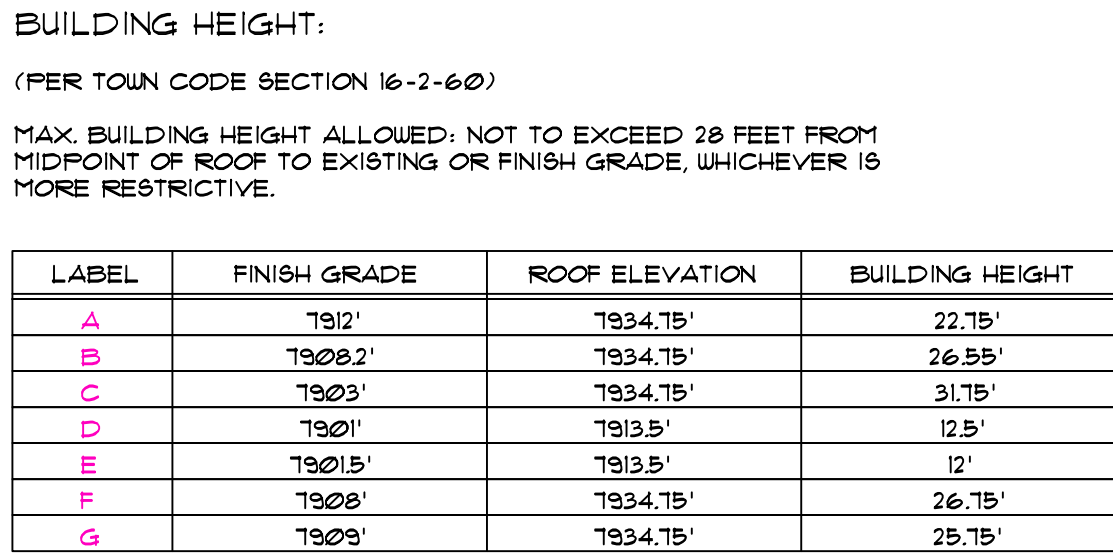 BUILDING HEIGHT:
(PER TOWN CODE SECTION 16-2-60)
MAX. BUILDING HEIGHT ALLOWED: NOT TO EXCEED 28 FEET FROM
MIDPOINT OF ROOF TO EXISTING OR FINISH GRADE, WHICHEVER IS
MORE RESTRICTIVE.
LABEL FINISH GRADE ROOF ELEVATION BUILDING HEIGHT
A 7912' 7934.75' 22.75'
B 7908.2' 7934.75' 26.55'
C 7903' 7934.75' 31.75'
D 7901' 7913.5' 12.5'
E 7901.5' 7913.5' 12'
F 7908' 7934.75' 26.75'
G 7909' 7934.75' 25.75'